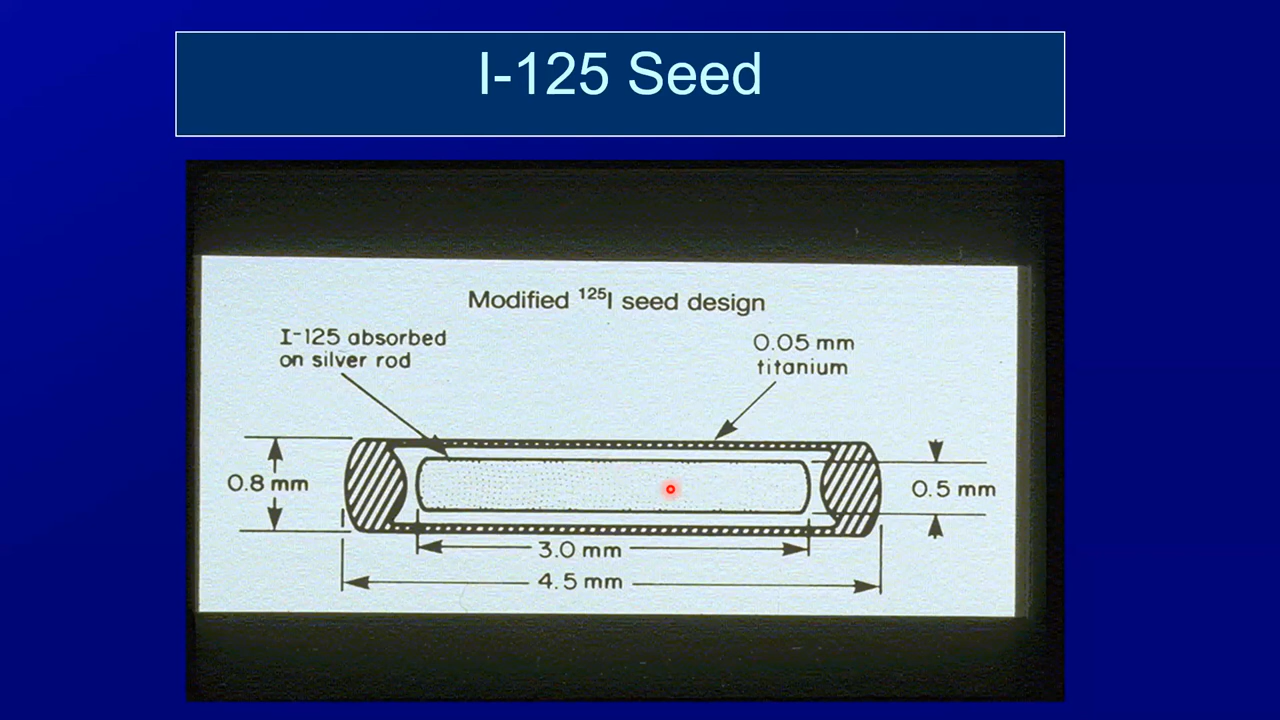 I-125 Seed
Modified ¹²⁵I seed design
I-125 absorbed
on silver rod
0.05 mm
titanium
0.8 mm
0.5 mm
3.0 mm
4.5 mm